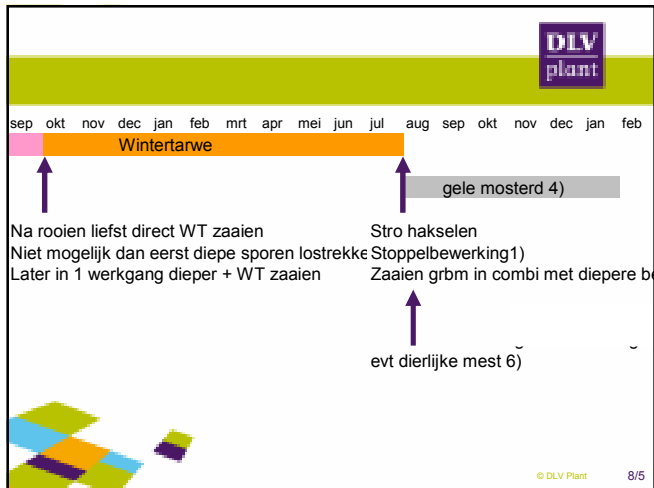 DLV
plant
sep okt nov dec jan feb mrt apr mei jun jul aug sep okt nov dec jan feb
Wintertarwe
gele mosterd 4)
Na rooien liefst direct WT zaaien
Niet mogelijk dan eerst diepe sporen lostrekke
Later in 1 werkgang dieper + WT zaaien
Stro hakselen
Stoppelbewerking1)
Zaaien grbm in combi met diepere be
evt dierlijke mest 6)
© DLV Plant 8/5